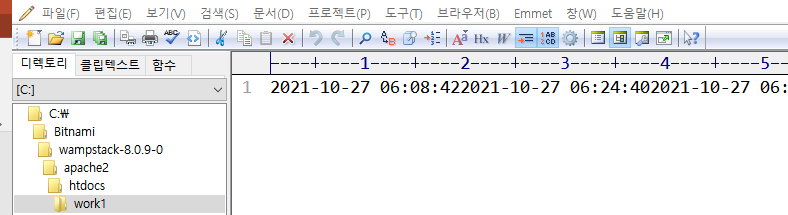 파일(F) 편집(E) 보기(V) 검색(S) 문서(D) 프로젝트(P) 도구(T) 브라우저(B) Emmet 창(W) 도움말(H)
디렉토리 클립텍스트 함수
[C:]
C:\
Bitnami
wampstack-8.0.9-0
apache2
htdocs
work1
----+----1----+----2----+----3----+----4----+----5
1 2021-10-27 06:08:422021-10-27 06:24:402021-10-27 06: